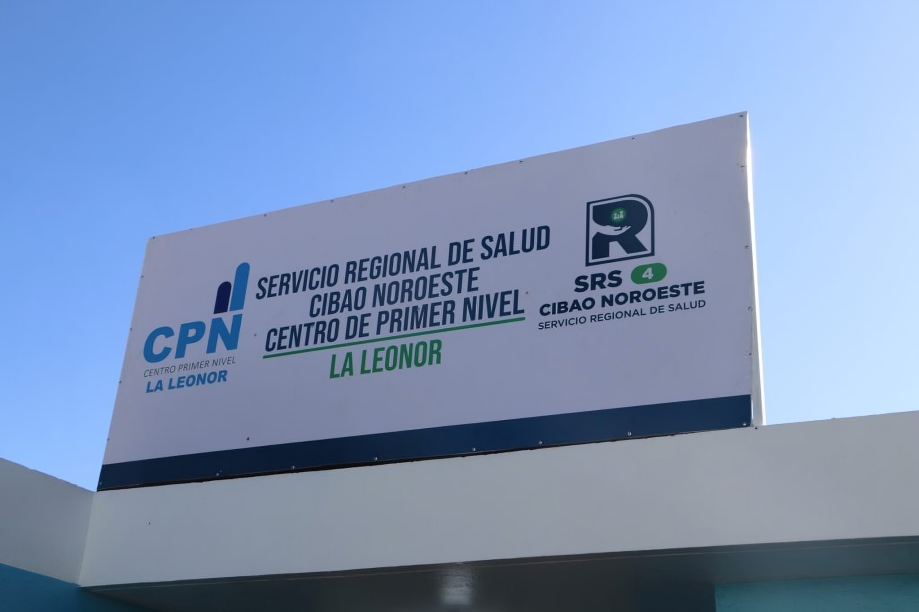 CPN
CENTRO PRIMER NIVEL
LA LEONOR
SERVICIO REGIONAL DE SALUD
CIBAO NOROESTE
CENTRO DE PRIMER NIVEL
LA LEONOR
R
SRS 4
CIBAO NOROESTE
SERVICIO REGIONAL DE SALUD